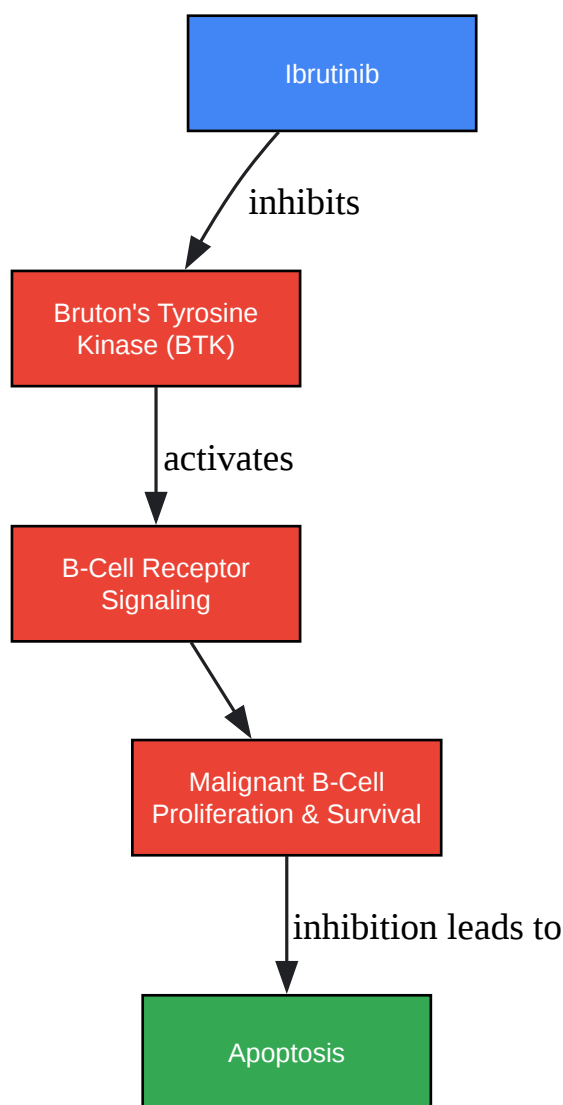 Ibrutinib
inhibits
Bruton's Tyrosine
Kinase (BTK)
activates
B-Cell Receptor
Signaling
Malignant B-Cell
Proliferation & Survival
inhibition leads to
Apoptosis